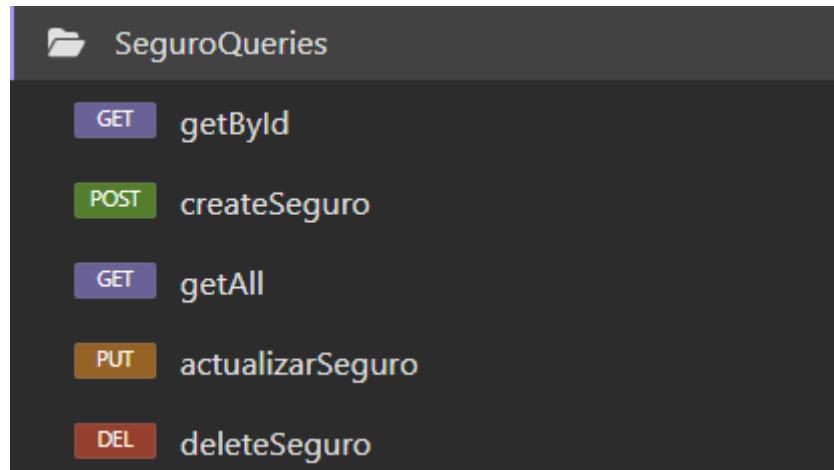 SeguroQueries
GET getById
POST createSeguro
GET getAll
PUT actualizarSeguro
DEL deleteSeguro